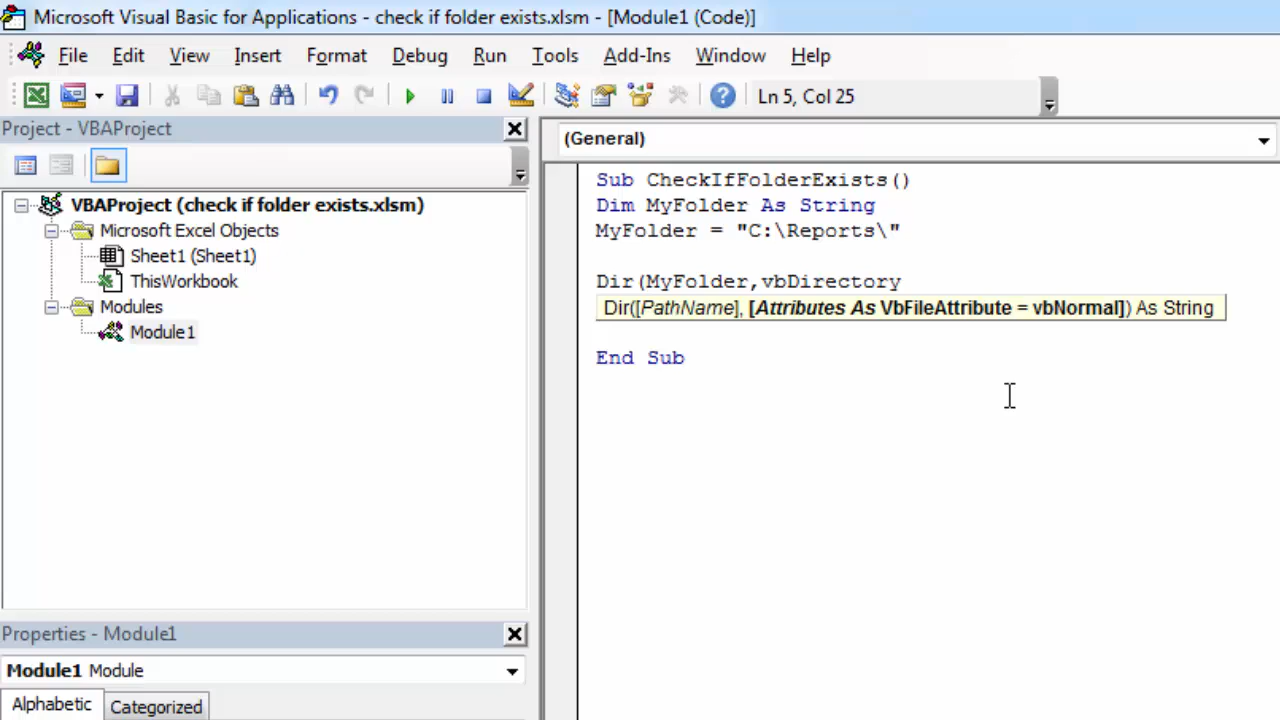 Microsoft Visual Basic for Applications - check if folder exists.xlsm - [Module1 (Code)]
File Edit View Insert Format Debug Run Tools Add-Ins Window Help
Ln 5, Col 25
Project - VBAProject
(General)
VBAProject (check if folder exists.xlsm)
Microsoft Excel Objects
Sheet1 (Sheet1)
ThisWorkbook
Modules
Module1
Sub CheckIfFolderExists()
Dim MyFolder As String
MyFolder = "C:\Reports\"
Dir(MyFolder,vbDirectory
Dir([PathName], [Attributes As VbFileAttribute = vbNormal]) As String
End Sub
Properties - Module1
Module1 Module
Alphabetic Categorized